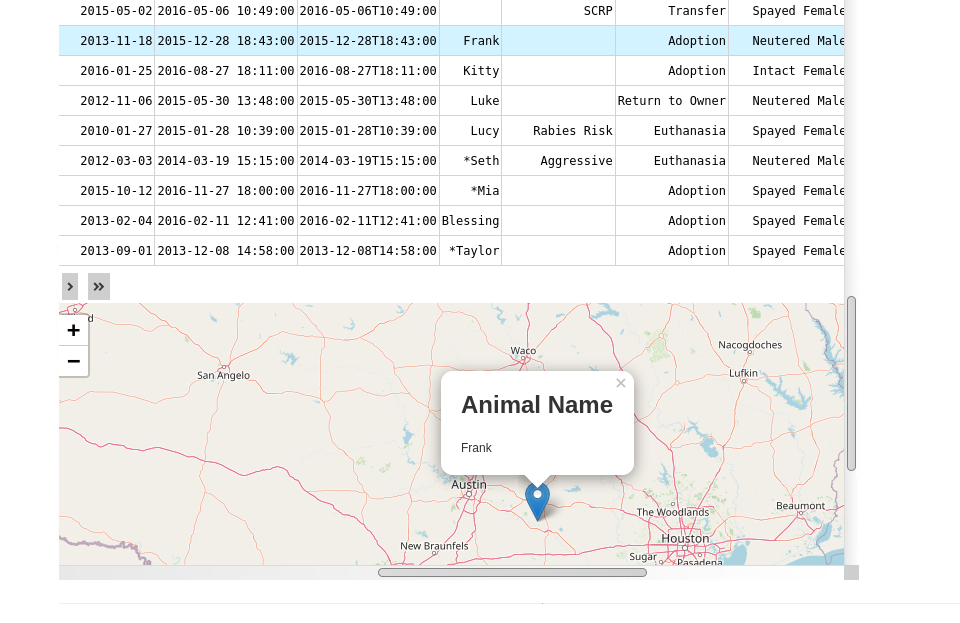 2015-05-02 2016-05-06 10:49:00 2016-05-06T10:49:00 SCRP Transfer Spayed Female
2013-11-18 2015-12-28 18:43:00 2015-12-28T18:43:00 Frank Adoption Neutered Male
2016-01-25 2016-08-27 18:11:00 2016-08-27T18:11:00 Kitty Adoption Intact Female
2012-11-06 2015-05-30 13:48:00 2015-05-30T13:48:00 Luke Return to Owner Neutered Male
2010-01-27 2015-01-28 10:39:00 2015-01-28T10:39:00 Lucy Rabies Risk Euthanasia Spayed Female
2012-03-03 2014-03-19 15:15:00 2014-03-19T15:15:00 *Seth Aggressive Euthanasia Neutered Male
2015-10-12 2016-11-27 18:00:00 2016-11-27T18:00:00 *Mia Adoption Spayed Female
2013-02-04 2016-02-11 12:41:00 2016-02-11T12:41:00 Blessing Adoption Spayed Female
2013-09-01 2013-12-08 14:58:00 2013-12-08T14:58:00 *Taylor Adoption Spayed Female
› »
+
−
Waco
Nacogdoches
San Angelo
Lufkin
×
Animal Name
Frank
Austin
The Woodlands
Beaumont
New Braunfels
Houston
Sugar
Pasadena